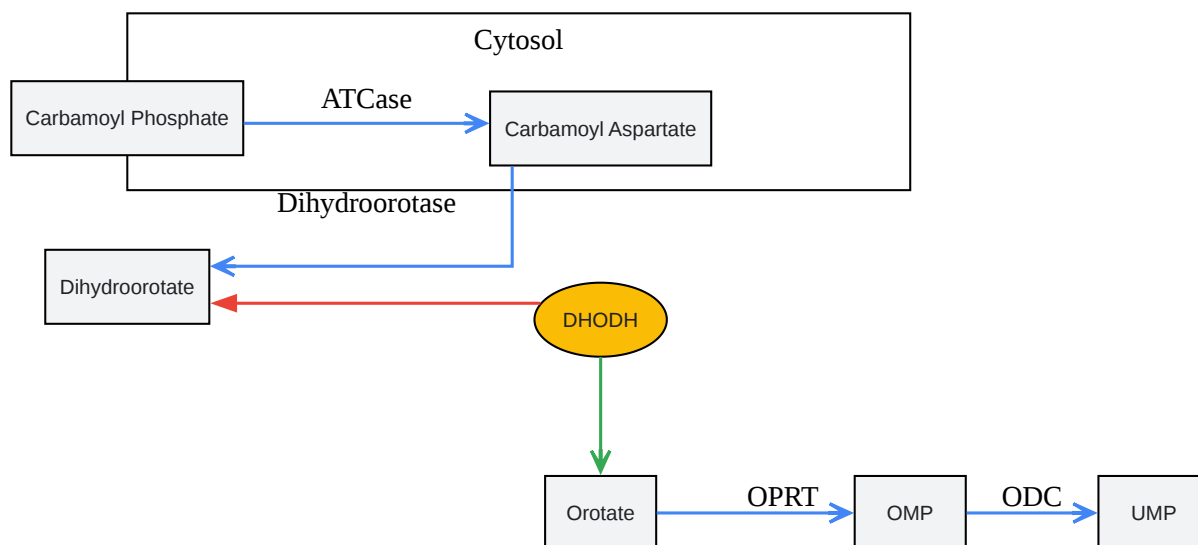 Cytosol
ATCase
Carbamoyl Phosphate
Carbamoyl Aspartate
Dihydroorotase
Dihydroorotate
DHODH
OPRT
ODC
Orotate
OMP
UMP